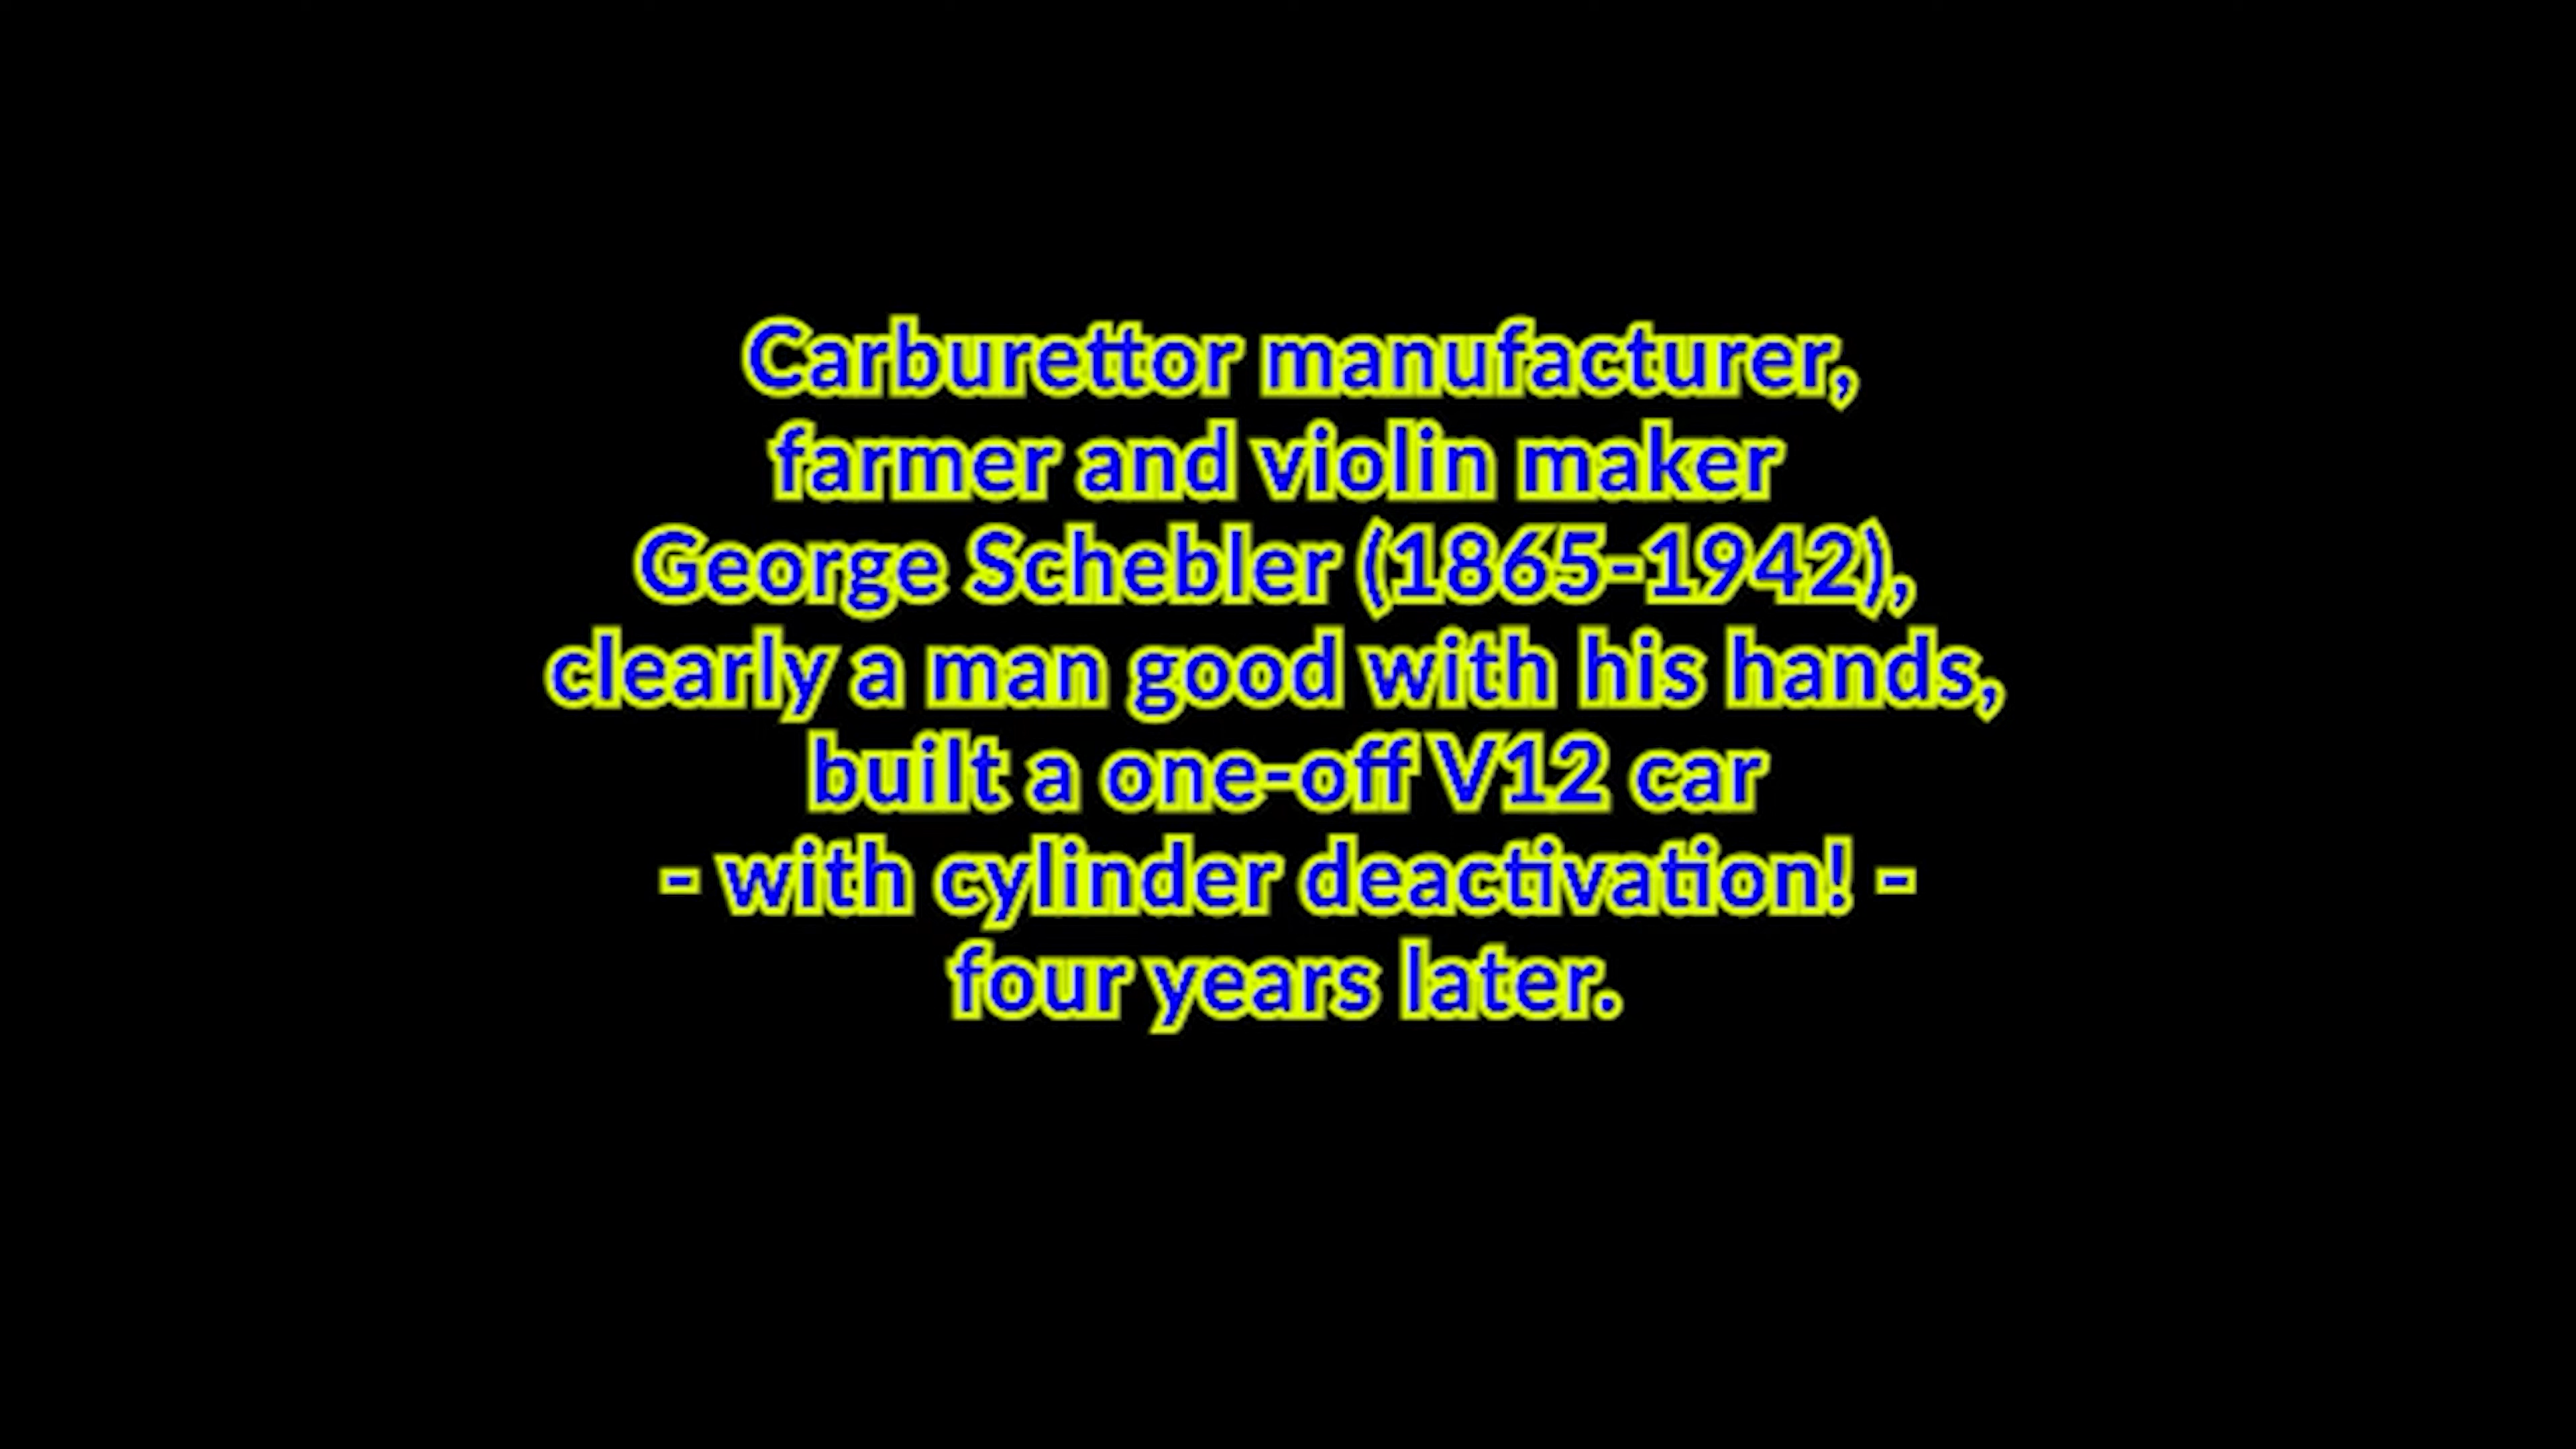 Carburettor manufacturer,
farmer and violin maker
George Schebler (1865-1942),
clearly a man good with his hands,
built a one-off V12 car
- with cylinder deactivation! -
four years later.